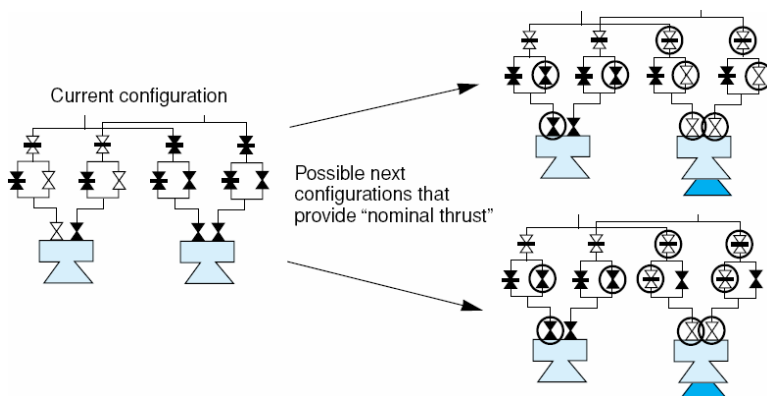 Current configuration
Possible next
configurations that
provide “nominal thrust”